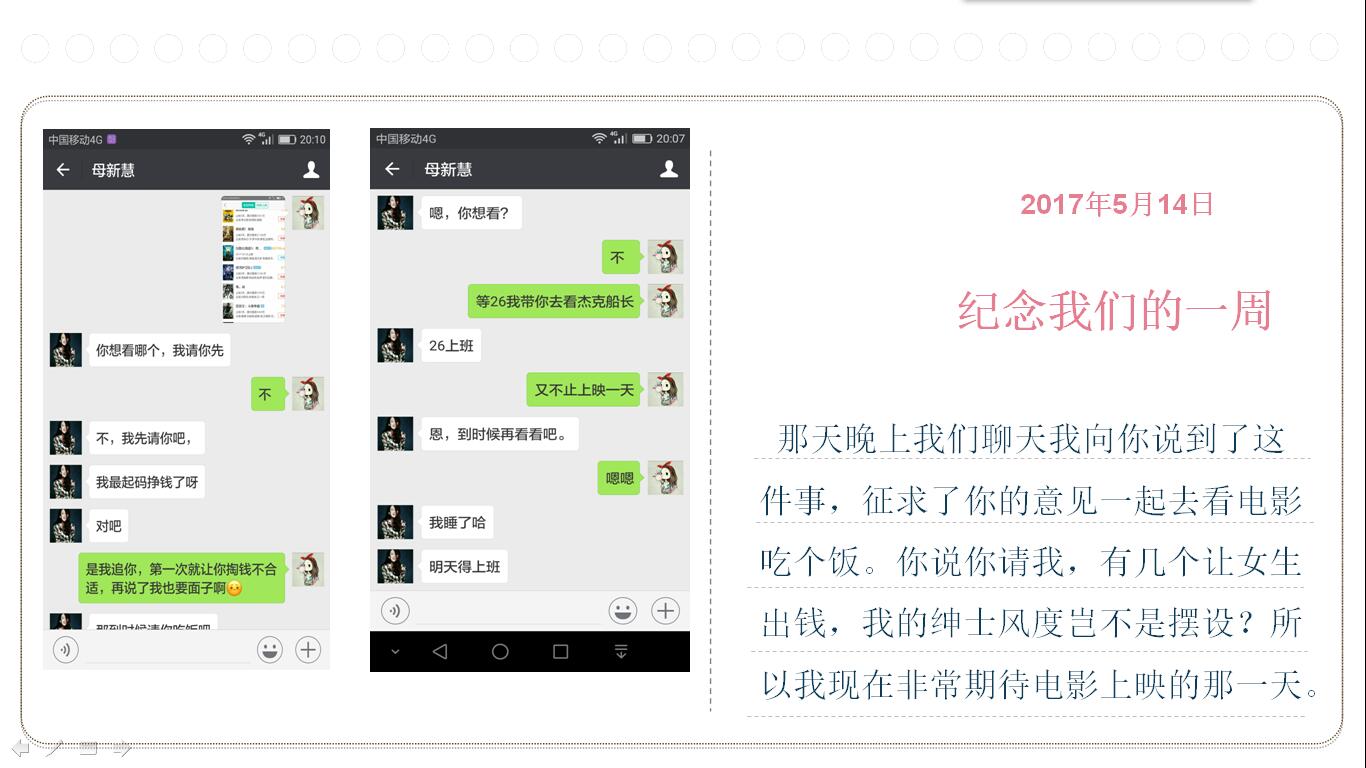 中国移动4G
4G
20:10
母新慧
你想看哪个，我请你先
不
不，我先请你吧，
我最起码挣钱了呀
对吧
是我追你，第一次就让你掏钱不合
适，再说了我也要面子啊
那到时候请你吃饭吧
中国移动4G
4G
20:07
母新慧
嗯，你想看？
不
等26我带你去看杰克船长
26上班
又不止上映一天
恩，到时候再看看吧。
嗯嗯
我睡了哈
明天得上班
2017年5月14日
纪念我们的一周
那天晚上我们聊天我向你说到了这
件事，征求了你的意见一起去看电影
吃个饭。你说你请我，有几个让女生
出钱，我的绅士风度岂不是摆设？所
以我现在非常期待电影上映的那一天。